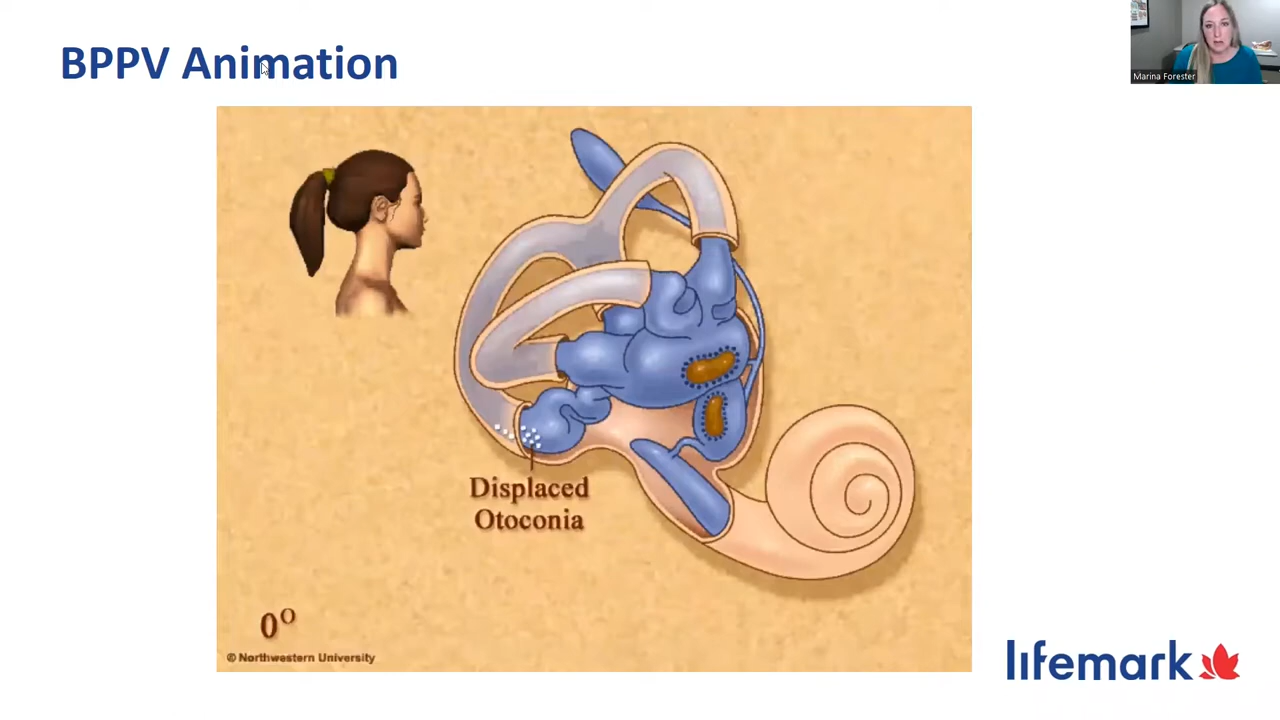 BPPV Animation
Marina Forester
Displaced
Otoconia
0°
© Northwestern University
lifemark